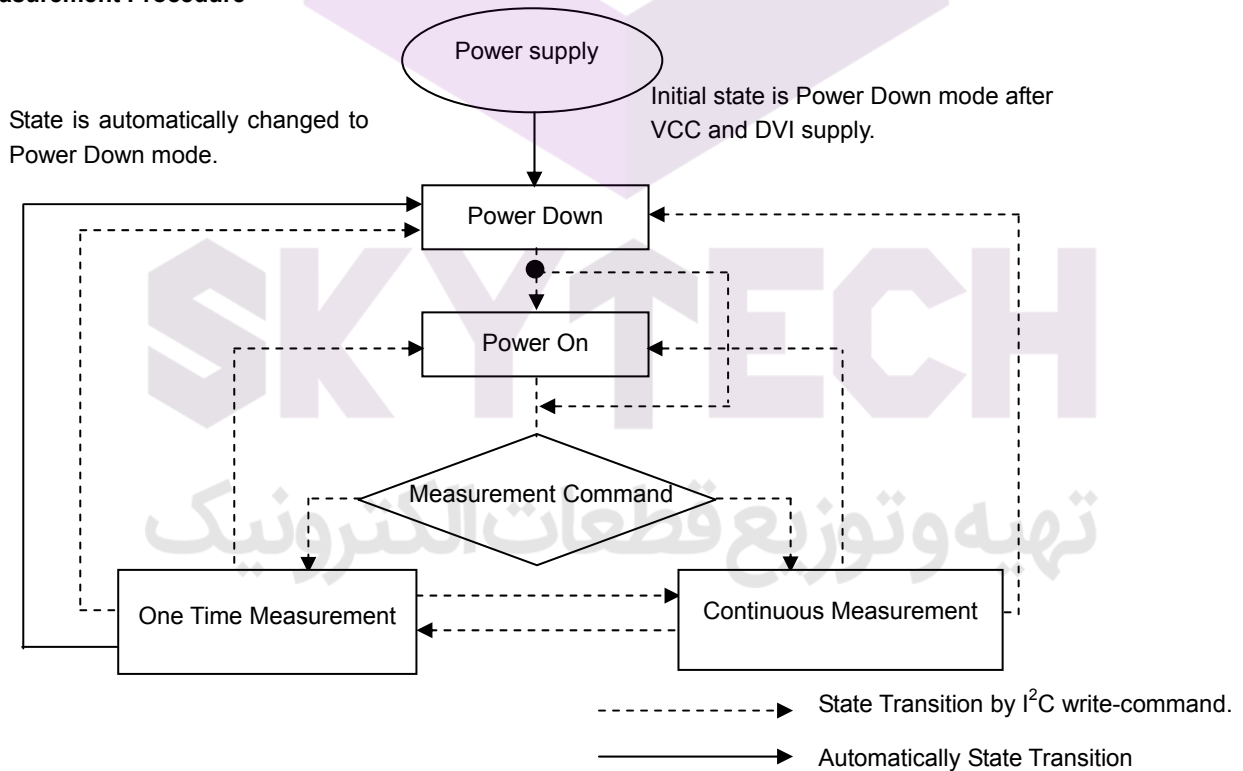 asurement Procedure
Power supply
Initial state is Power Down mode after
VCC and DVI supply.
State is automatically changed to
Power Down mode.
Power Down
SKYTECH
Power On
Measurement Command
تهیه و توزیع قطعات الکترونیک
One Time Measurement
Continuous Measurement
State Transition by I²C write-command.
Automatically State Transition